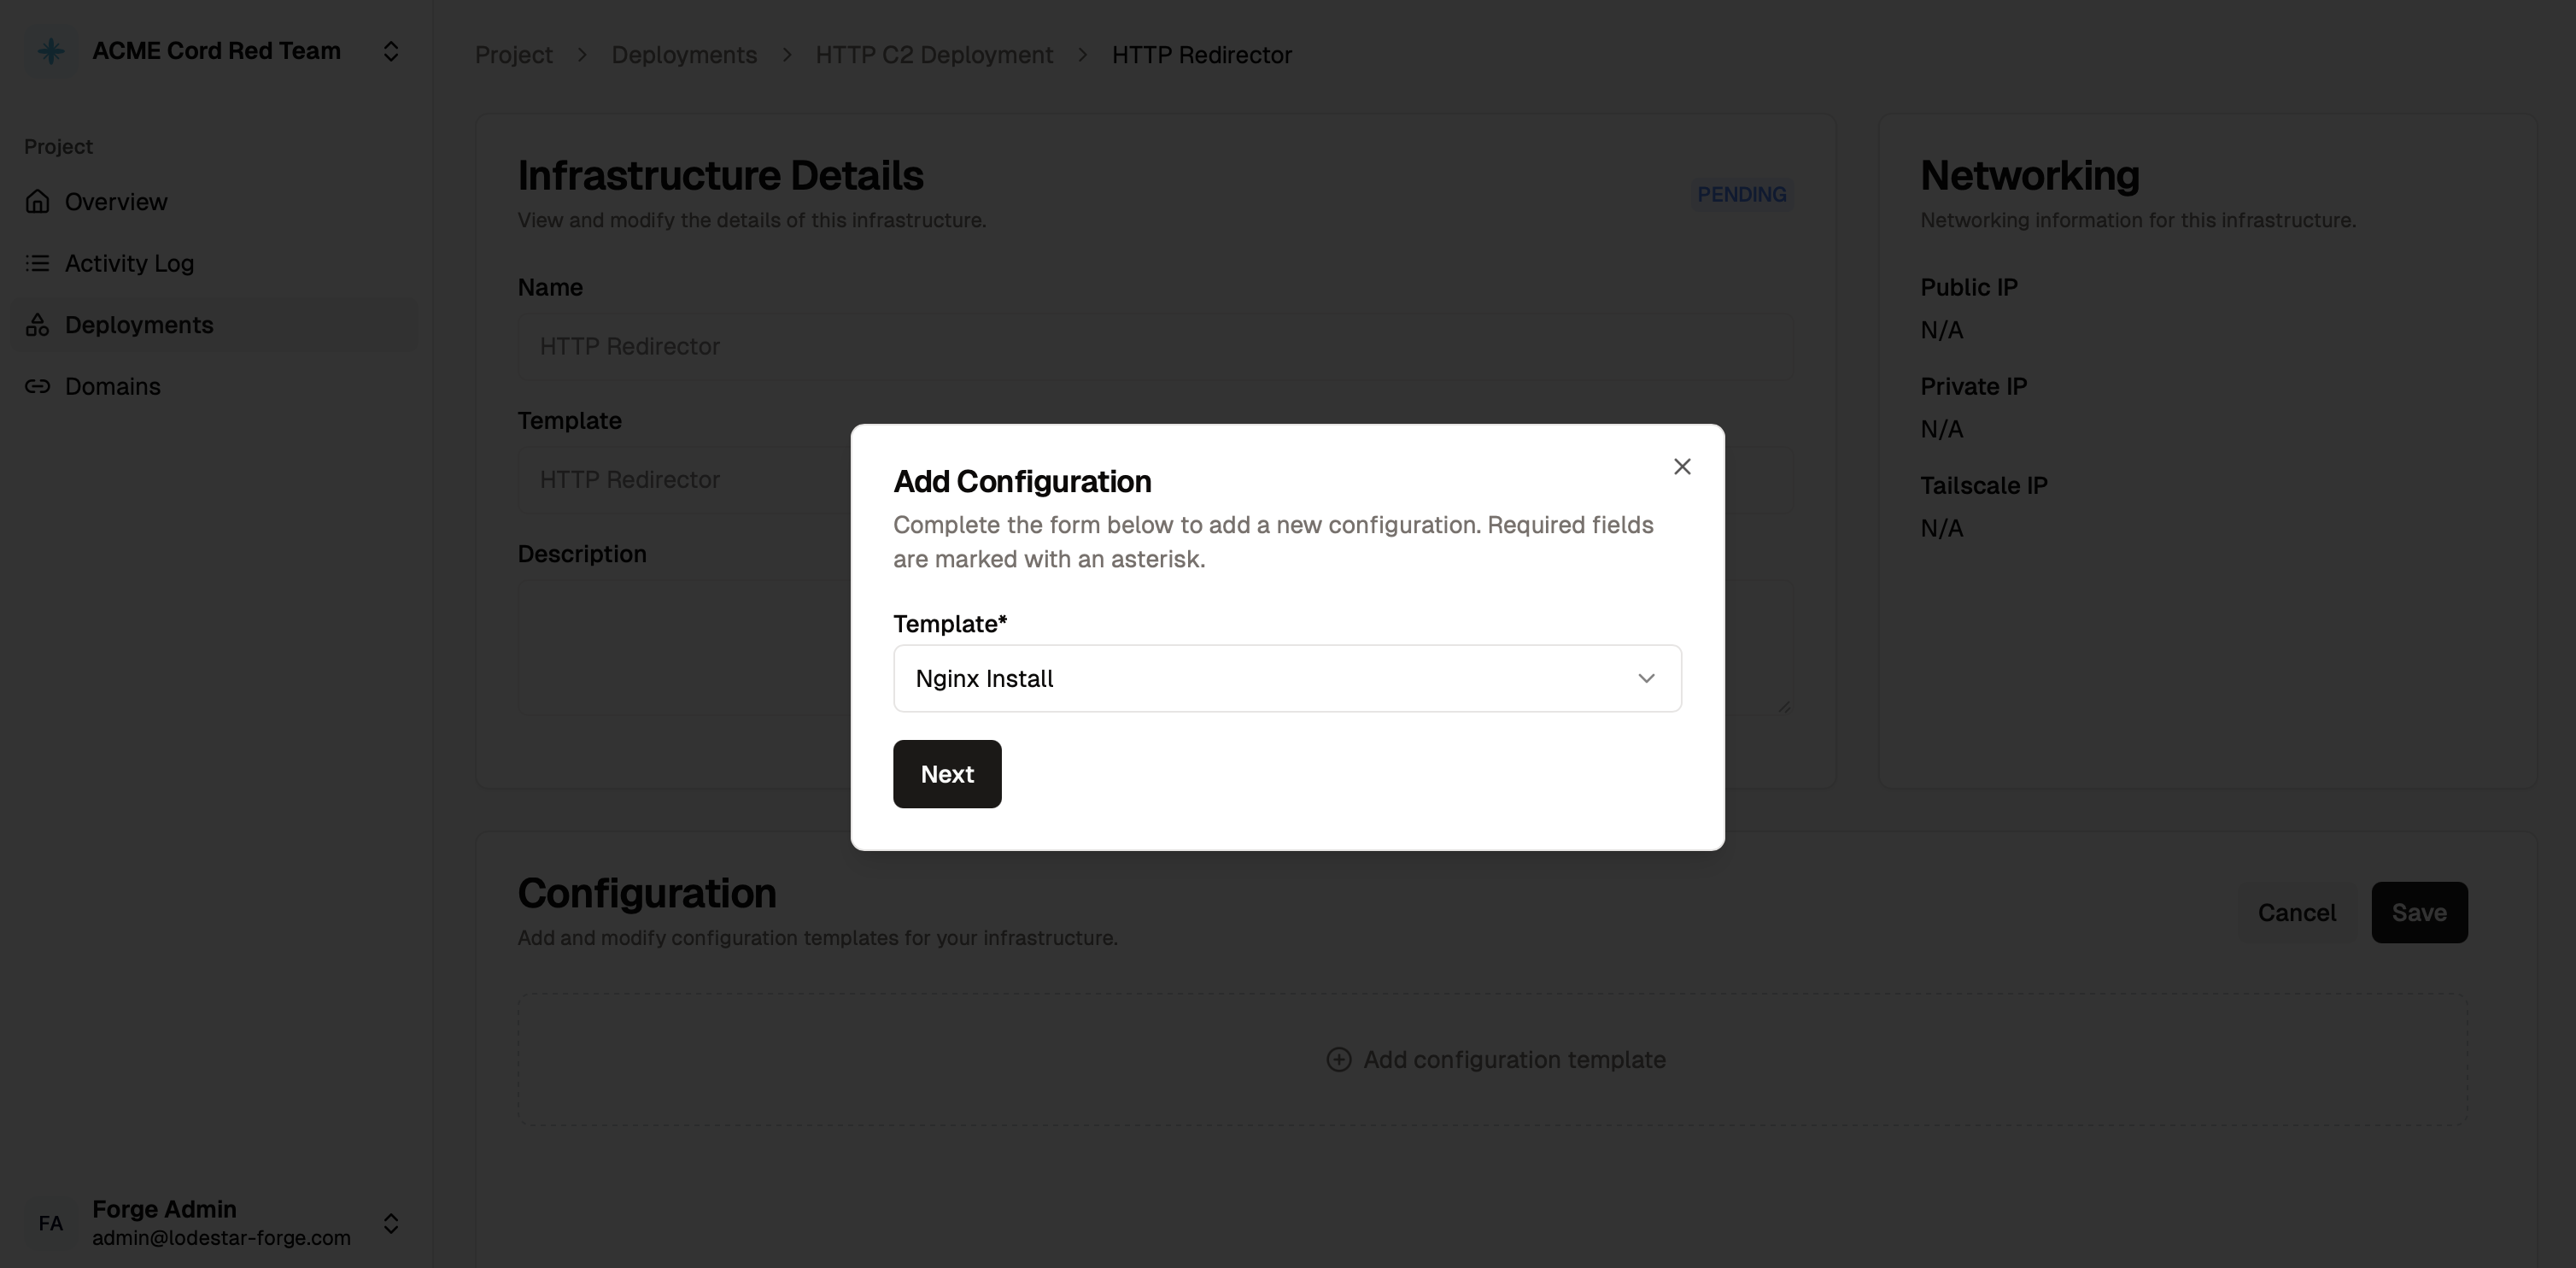 ACME Cord Red Team
Project
Overview
Activity Log
Deployments
Domains
FA
Forge Admin
admin@lodestar-forge.com
Project > Deployments > HTTP C2 Deployment > HTTP Redirector
Infrastructure Details
View and modify the details of this infrastructure.
PENDING
Name
HTTP Redirector
Template
HTTP Redirector
Description
Networking
Networking information for this infrastructure.
Public IP
N/A
Private IP
N/A
Tailscale IP
N/A
Add Configuration
Complete the form below to add a new configuration. Required fields
are marked with an asterisk.
Template*
Nginx Install
Next
Configuration
Add and modify configuration templates for your infrastructure.
Cancel
Save
Add configuration template